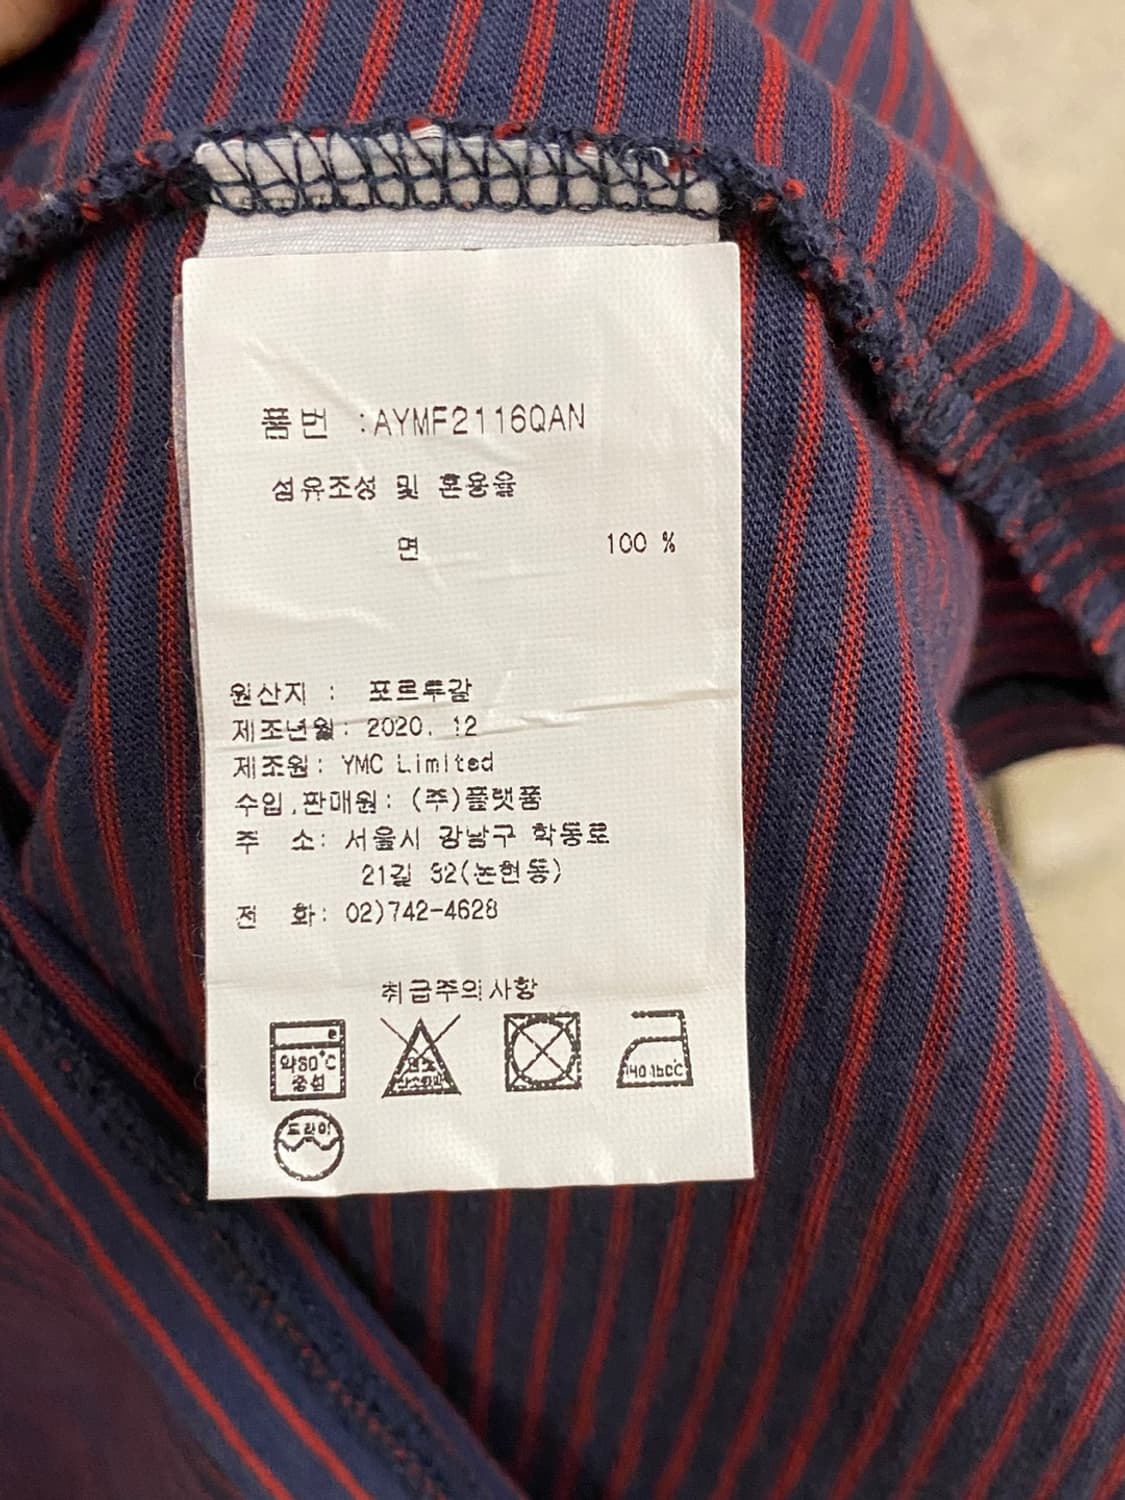 품번 :AYMF2116QAN
섬유조성 및 혼용율
면 100 %
원산지 : 포르투갈
제조년월: 2020. 12
제조원: YMC Limited
수입,판매원: (주)플랫폼
주 소: 서울시 강남구 학동로
21길 32(논현동)
전 화: 02)742-4628
취급주의사항
약30℃
중성
드라이